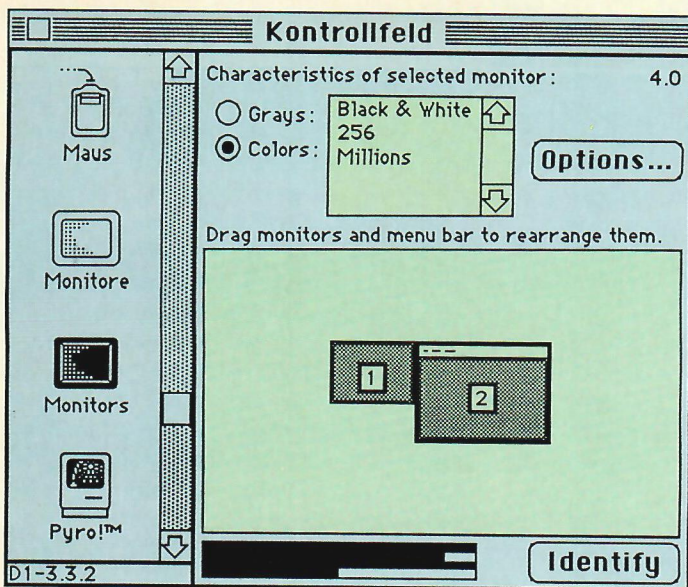 Kontrollfeld
Maus
Monitore
Monitors
Pyro!™
D1-3.3.2
Characteristics of selected monitor: 4.0
Grays:
Colors:
Black & White
256
Millions
Options...
Drag monitors and menu bar to rearrange them.
1
2
Identify